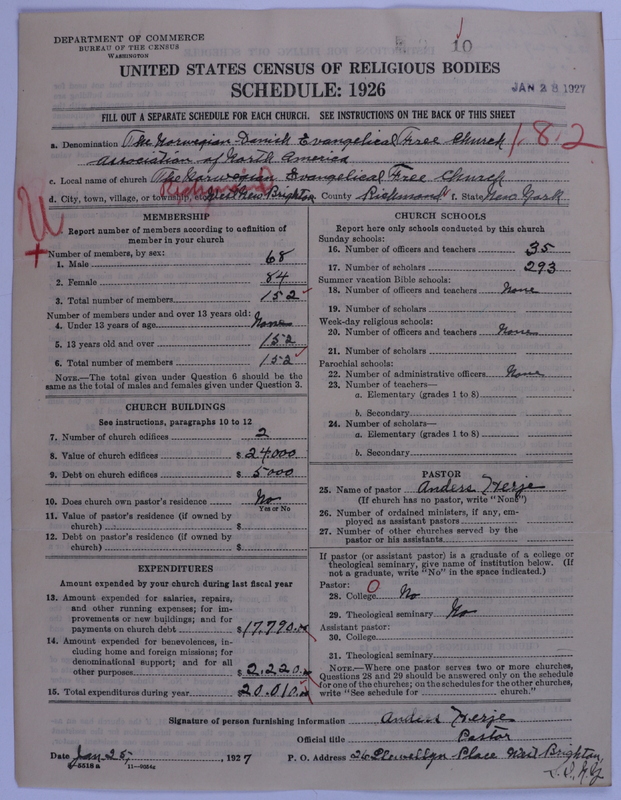 DEPARTMENT OF COMMERCE
BUREAU OF THE CENSUS
WASHINGTON
10
UNITED STATES CENSUS OF RELIGIOUS BODIES
SCHEDULE: 1926
JAN 28 1927
FILL OUT A SEPARATE SCHEDULE FOR EACH CHURCH. SEE INSTRUCTIONS ON THE BACK OF THIS SHEET
a. Denomination The Norwegian-Danish Evangelical Free Church 182
Association of North America
c. Local name of church The Norwegian Evangelical Free Church
Richmond
d. City, town, village, or township, etc. West New Brighton County Richmond f. State New York
MEMBERSHIP
Report number of members according to definition of
member in your church
Number of members, by sex:
1. Male 68
2. Female 84
3. Total number of members 152
Number of members under and over 13 years old:
4. Under 13 years of age None
5. 13 years old and over 152
6. Total number of members 152
NOTE.—The total given under Question 6 should be the
same as the total of males and females given under Question 3.
CHURCH BUILDINGS
See instructions, paragraphs 10 to 12
7. Number of church edifices 2
8. Value of church edifices $ 24000
9. Debt on church edifices $ 5000
10. Does church own pastor's residence No
Yes or No
11. Value of pastor's residence (if owned by
church) $
12. Debt on pastor's residence (if owned by
church) $
EXPENDITURES
Amount expended by your church during last fiscal year
13. Amount expended for salaries, repairs,
and other running expenses; for im-
provements or new buildings; and for
payments on church debt $ 17,790.00
14. Amount expended for benevolences, in-
cluding home and foreign missions; for
denominational support; and for all
other purposes $ 2,220.00
15. Total expenditures during year $ 20.010.00
CHURCH SCHOOLS
Report here only schools conducted by this church
Sunday schools:
16. Number of officers and teachers 35
17. Number of scholars 293
Summer vacation Bible schools:
18. Number of officers and teachers None
19. Number of scholars
Week-day religious schools:
20. Number of officers and teachers None
21. Number of scholars
Parochial schools:
22. Number of administrative officers None
23. Number of teachers—
a. Elementary (grades 1 to 8)
b. Secondary
24. Number of scholars—
a. Elementary (grades 1 to 8)
b. Secondary
PASTOR
25. Name of pastor Anders Herje
(If church has no pastor, write "None")
26. Number of ordained ministers, if any, em-
ployed as assistant pastors
27. Number of other churches served by the
pastor or his assistants
If pastor (or assistant pastor) is a graduate of a college or
theological seminary, give name of institution below. (If
not a graduate, write "No" in the space indicated.)
Pastor:
28. College No
29. Theological seminary No
Assistant pastor:
30. College
31. Theological seminary
NOTE.—Where one pastor serves two or more churches,
Questions 28 and 29 should be answered only on the schedule
for one of the churches; on the schedules for the other churches,
write "See schedule for church."
Signature of person furnishing information Anders Herje
Official title Pastor
Date Jan 25, 1927 P. O. Address 26 Llewellyn Place West Brighton,
S. I., N.Y.
5518 a 11—9524a